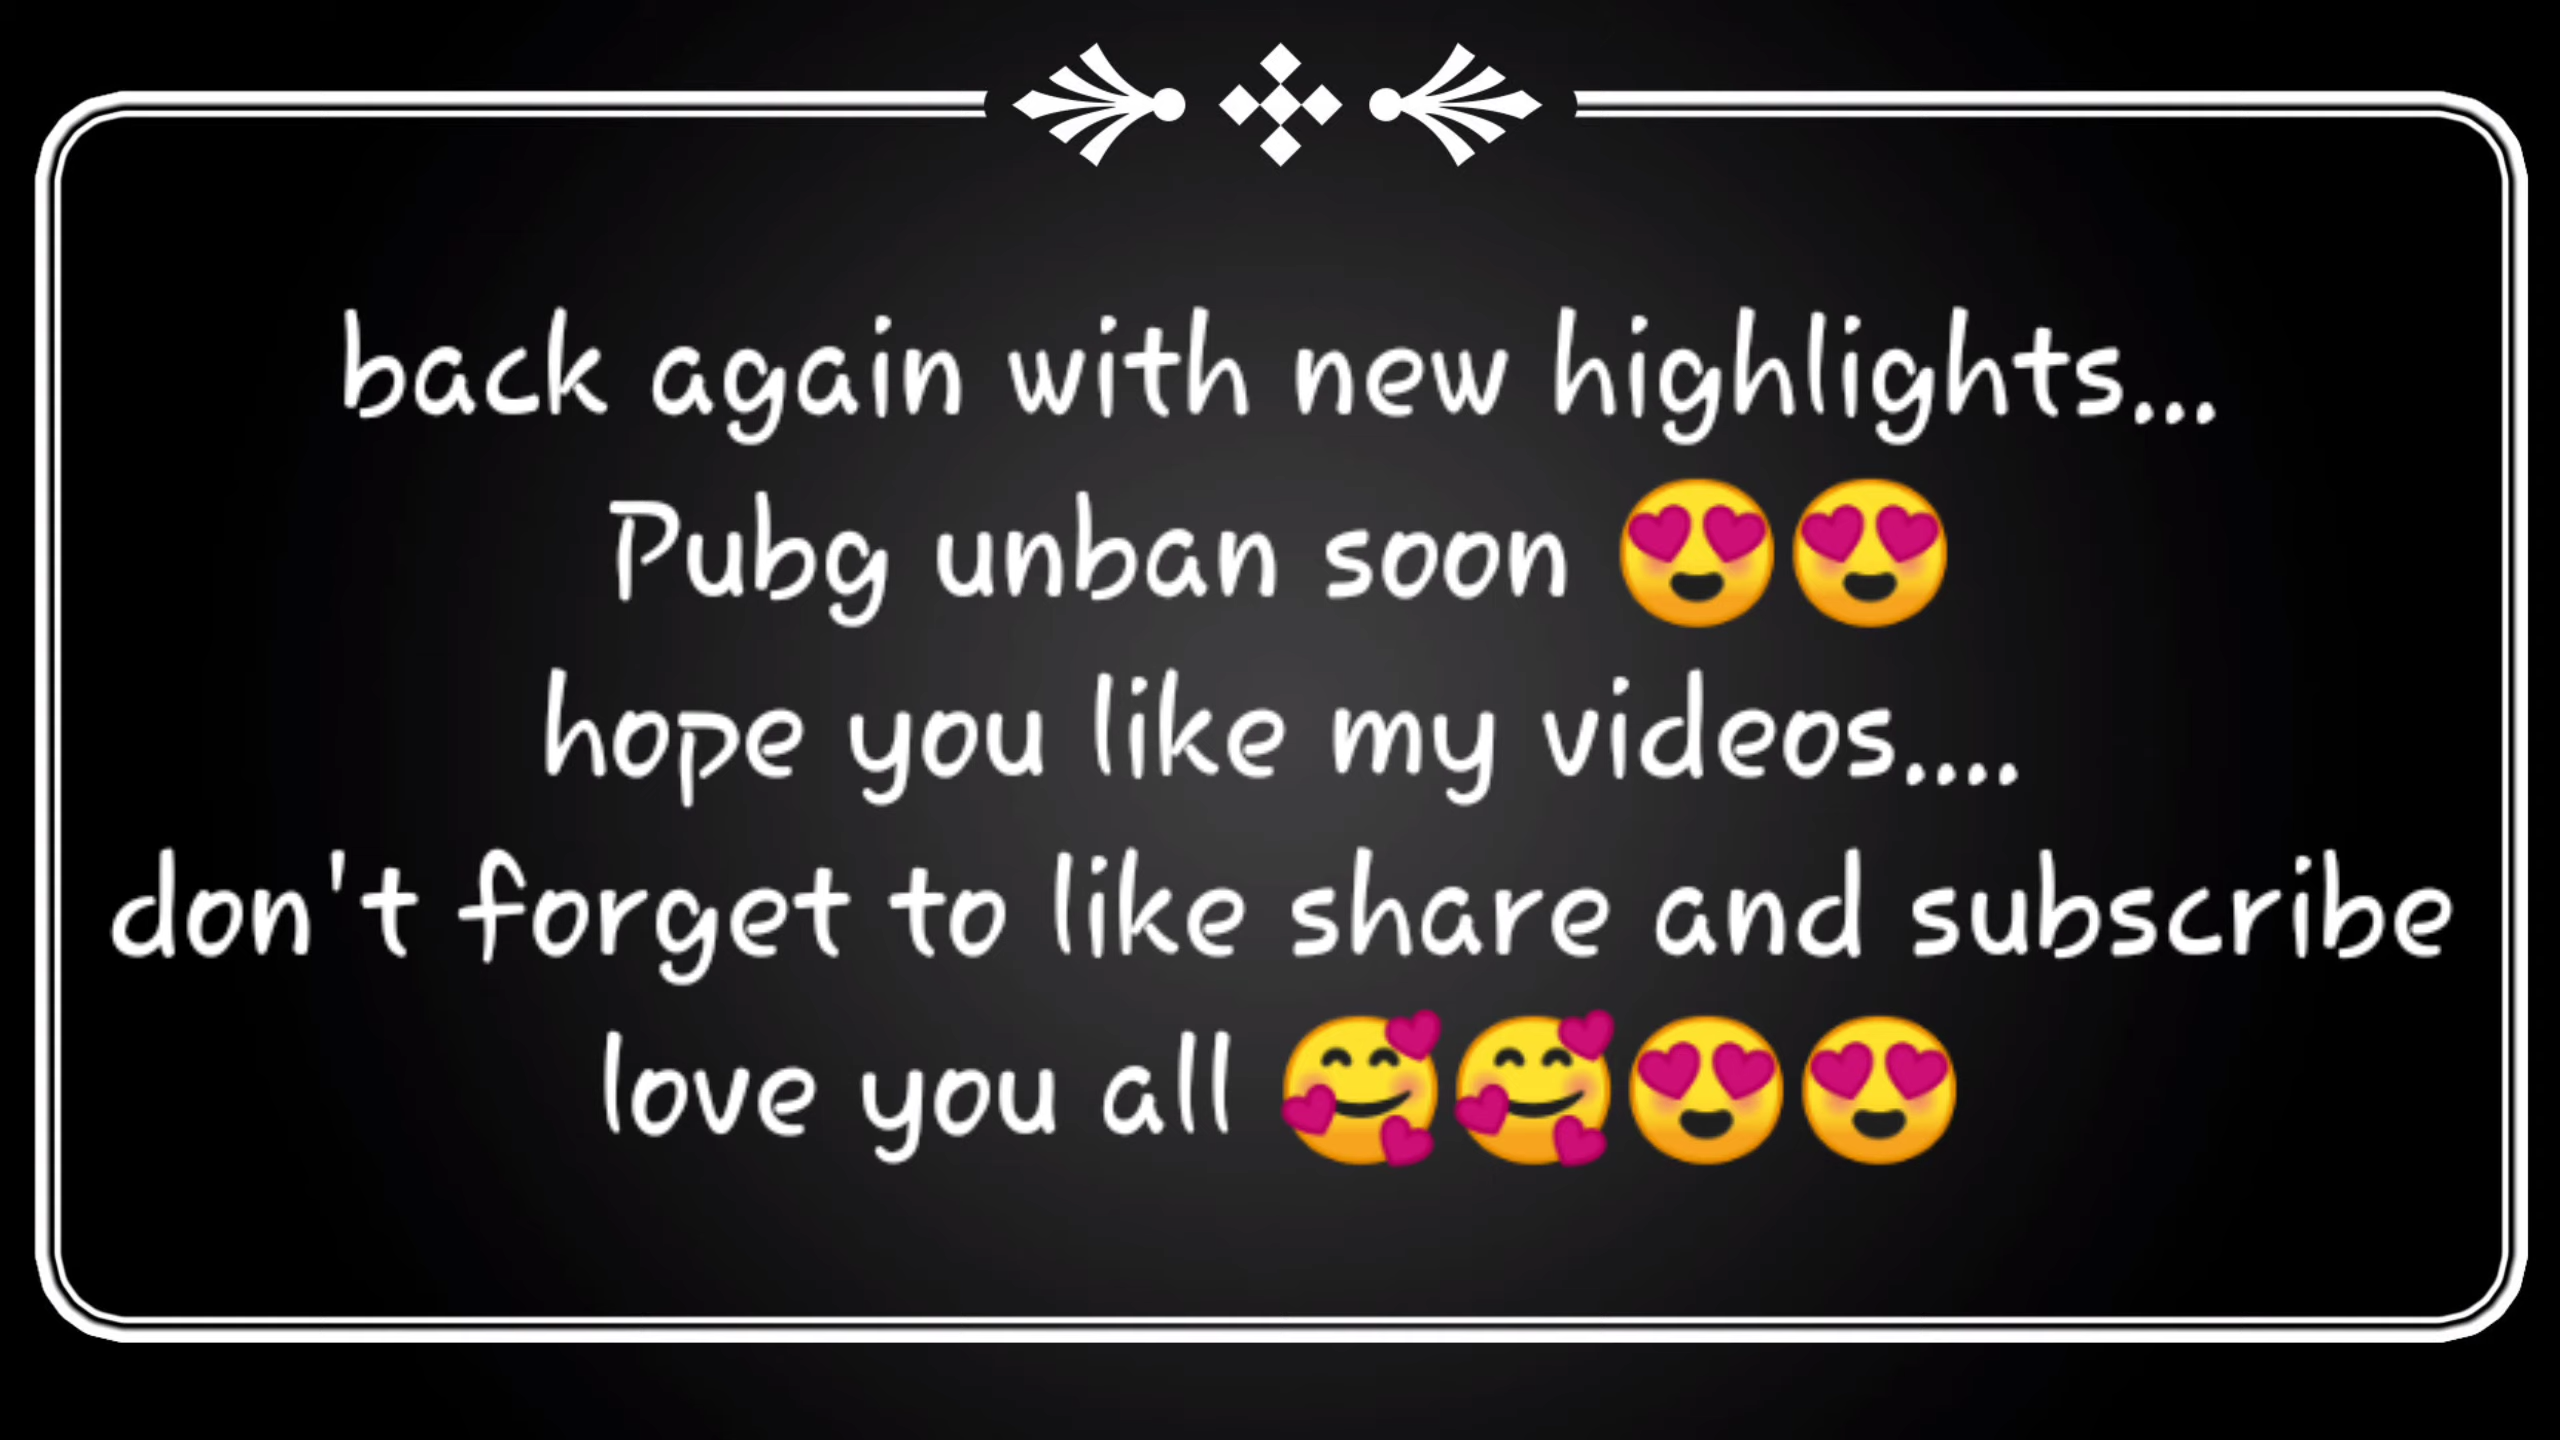 back again with new highlights...
Pubg unban soon 😍😍
hope you like my videos....
don't forget to like share and subscribe
love you all 🥰🥰😍😍